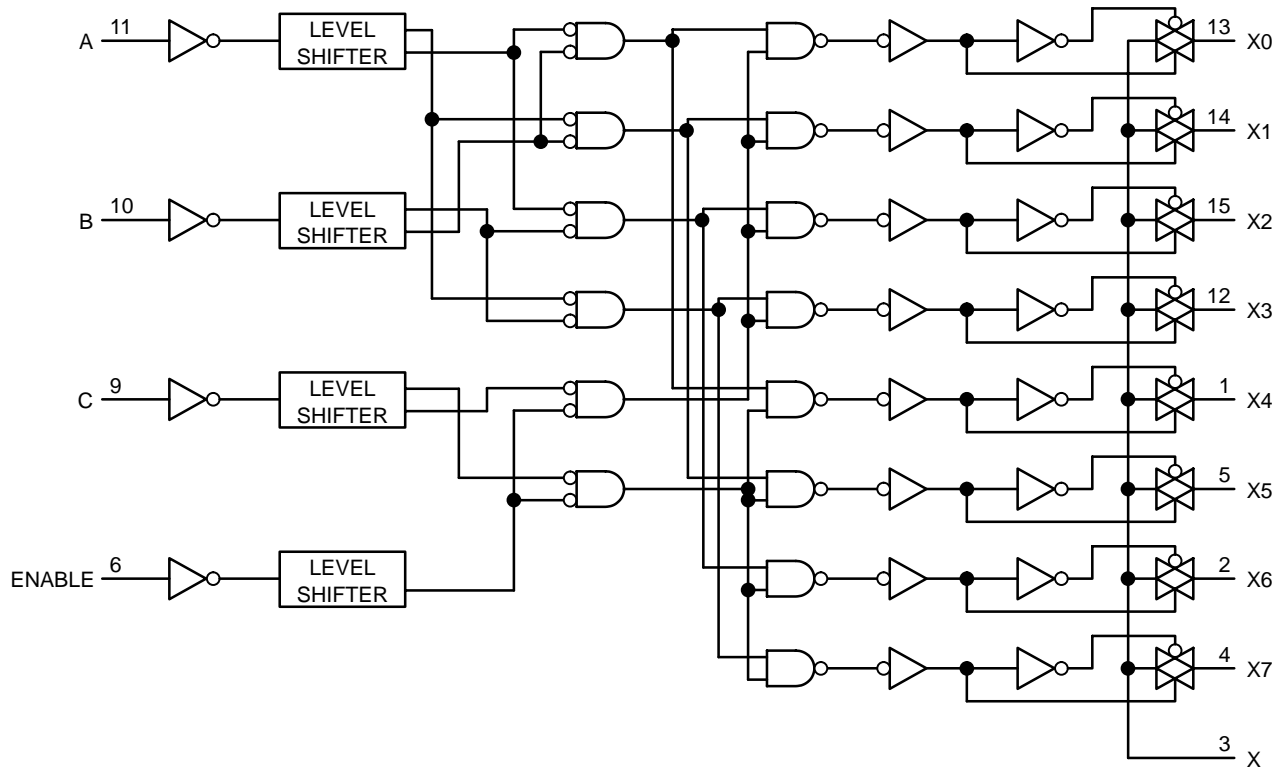 A 11 LEVEL SHIFTER 13 X0
14 X1
B 10 LEVEL SHIFTER 15 X2
12 X3
C 9 LEVEL SHIFTER 1 X4
5 X5
ENABLE 6 LEVEL SHIFTER 2 X6
4 X7
3 X